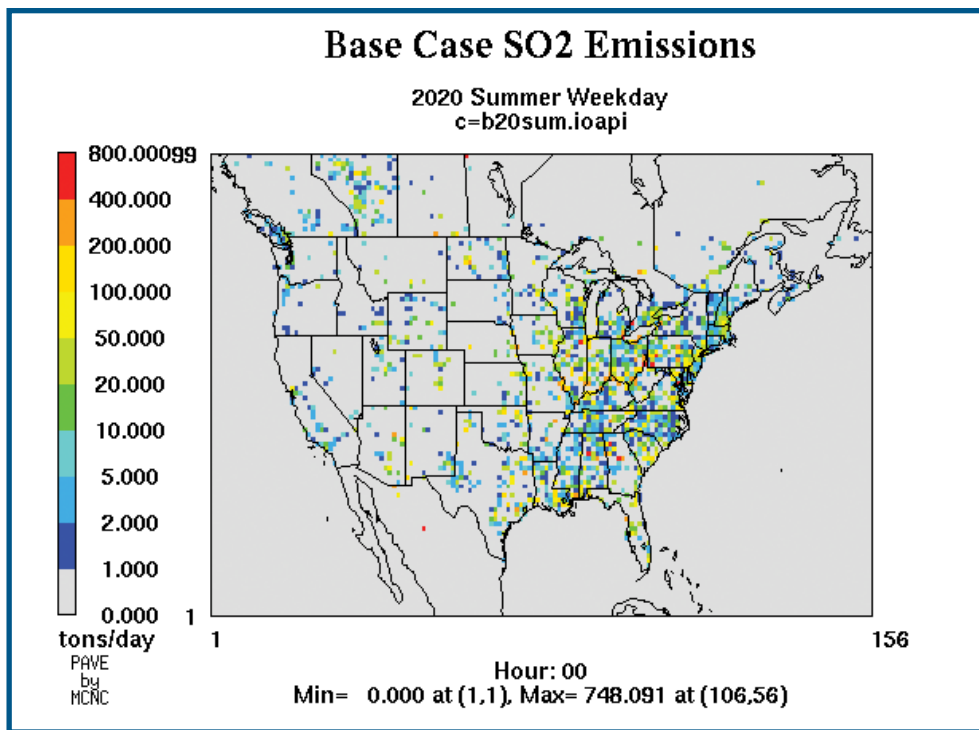 Base Case SO2 Emissions
2020 Summer Weekday
c=b20sum.ioapi
800.000
400.000
200.000
100.000
50.000
20.000
10.000
5.000
2.000
1.000
0.000
tons/day
PAVE
by
MCNC
99
1
1
156
Hour: 00
Min= 0.000 at (1,1), Max= 748.091 at (106,56)